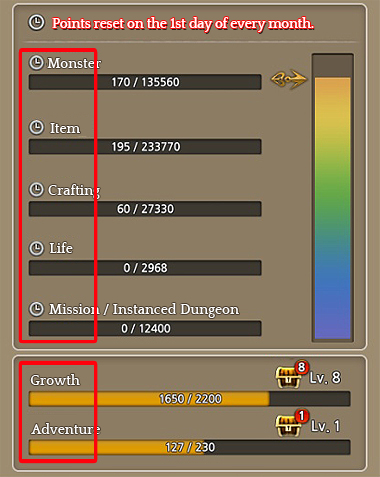 Points reset on the 1st day of every month.
Monster
170 / 135560
Item
195 / 233770
Crafting
60 / 27330
Life
0 / 2968
Mission / Instanced Dungeon
0 / 12400
Growth
8
Lv. 8
1650 / 2200
Adventure
1
Lv. 1
127 / 230